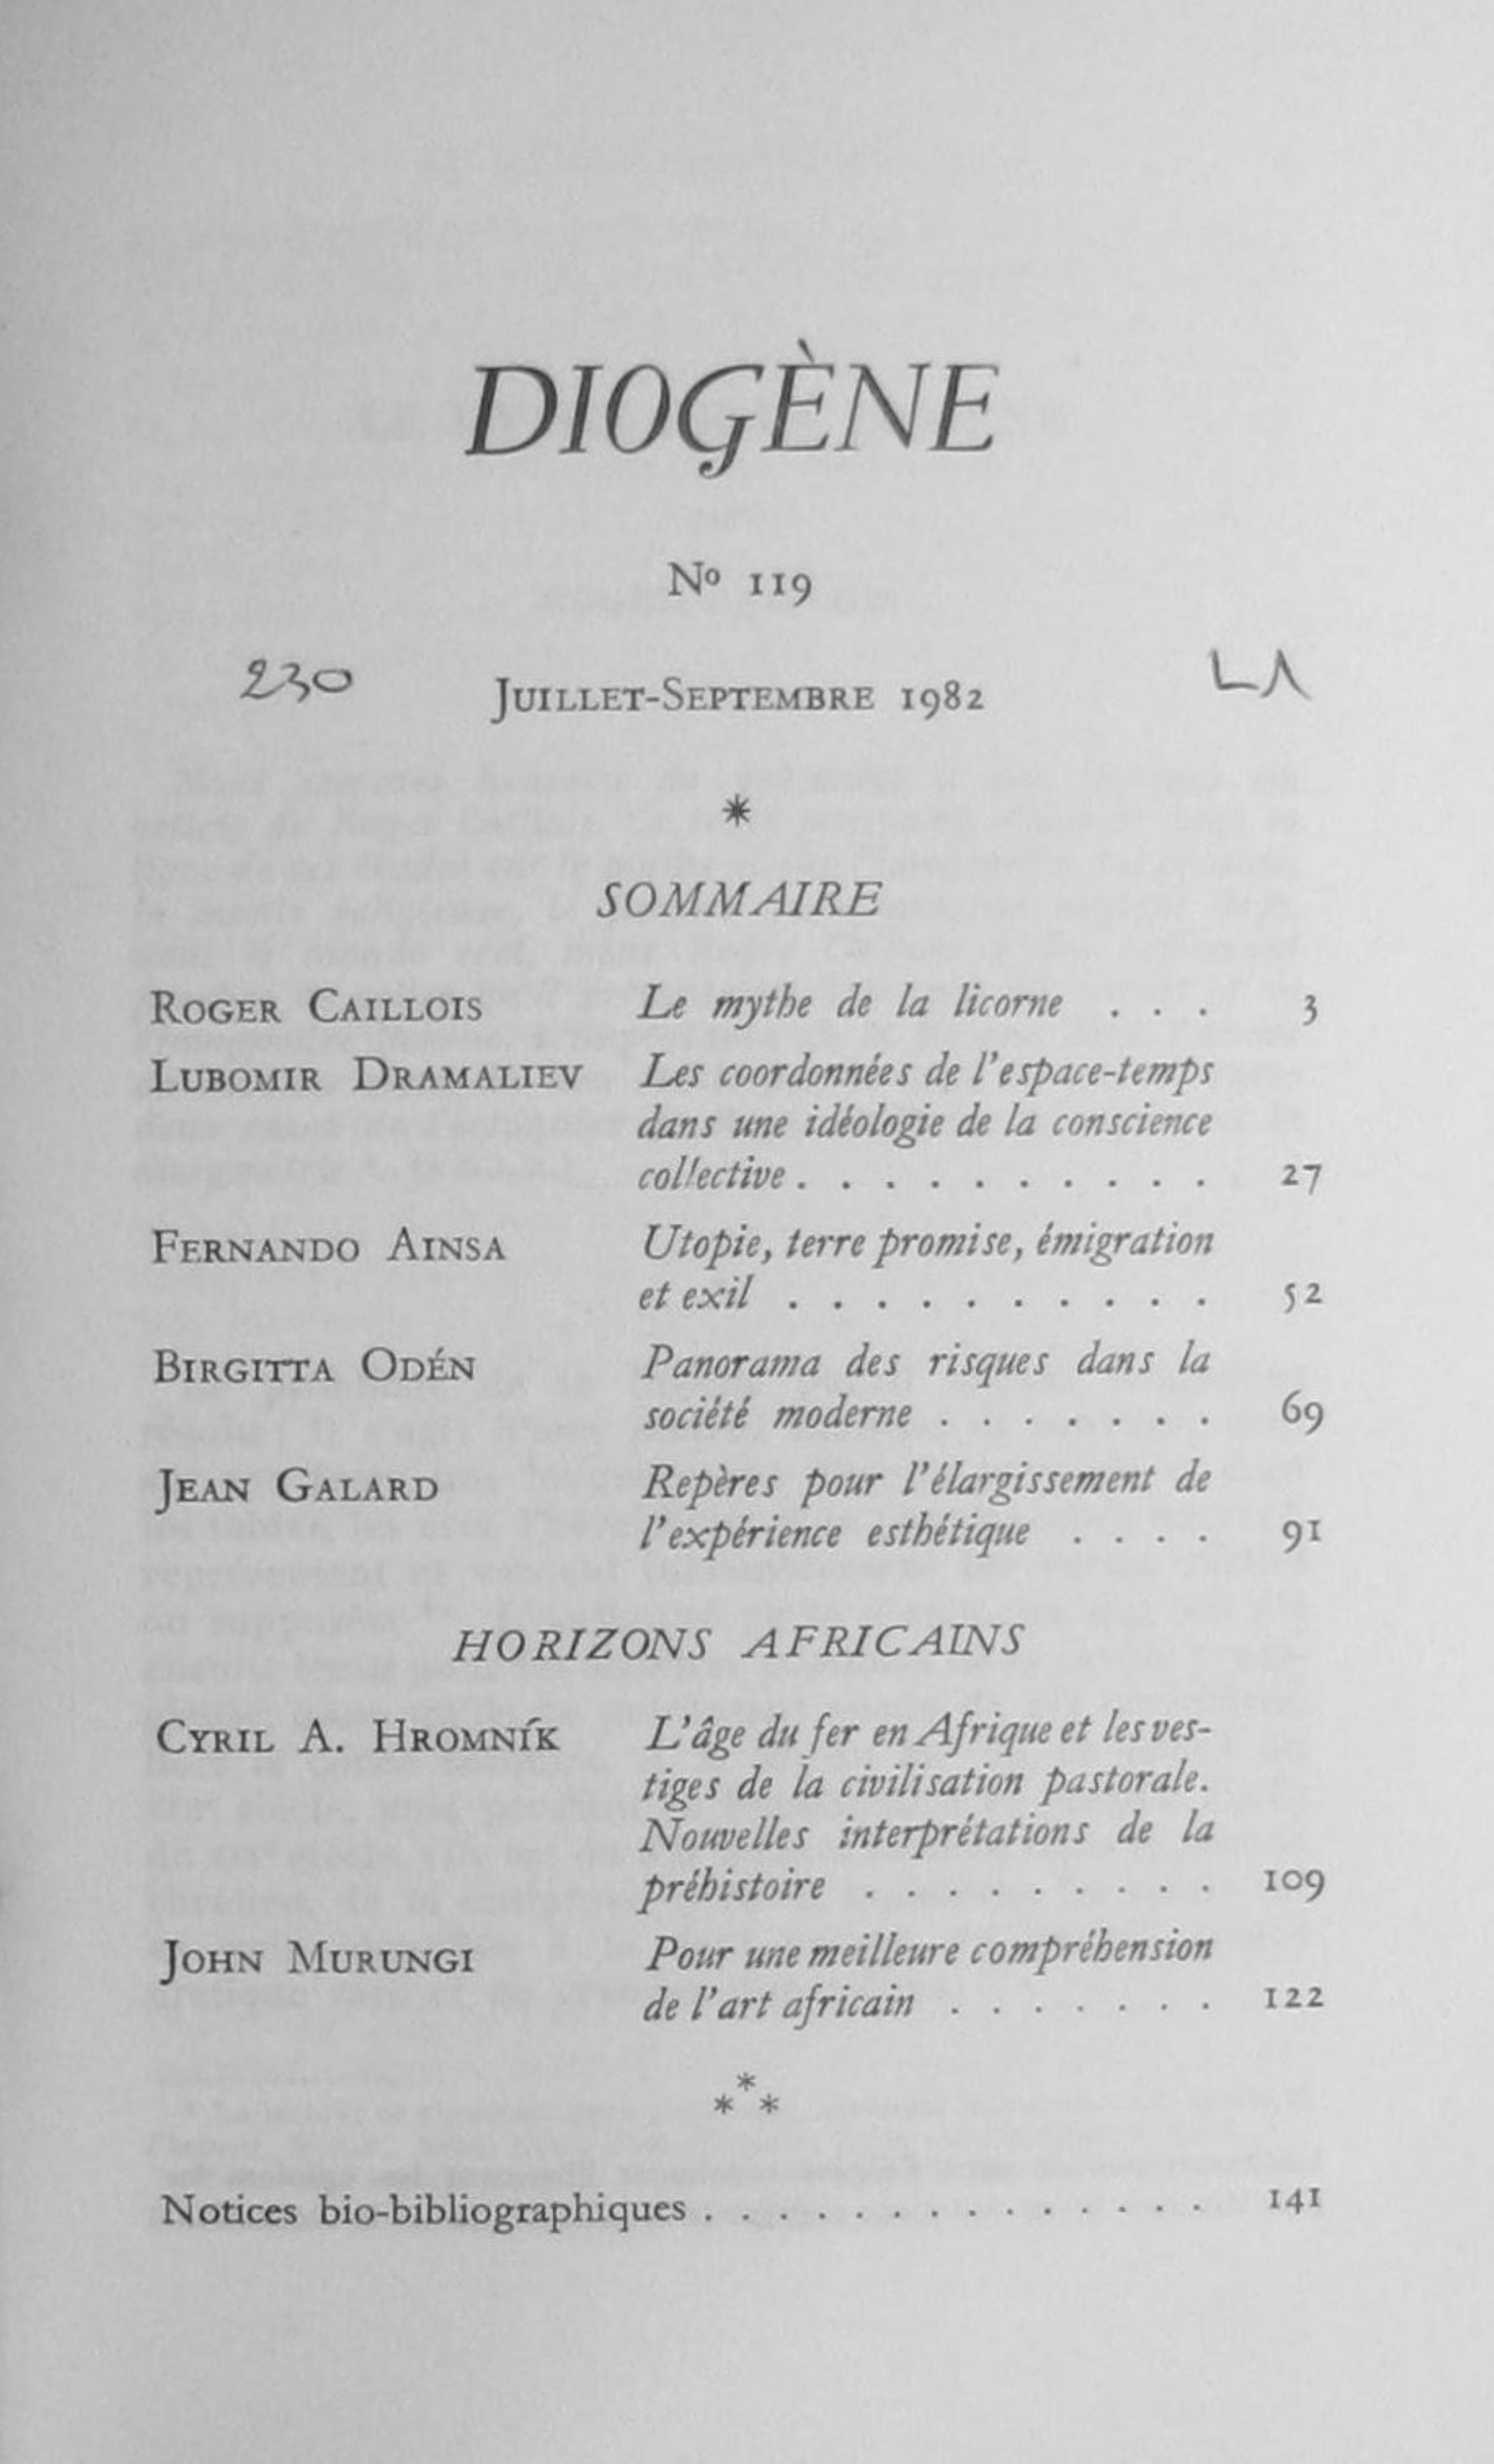 DIOGÈNE
Nº 119
230 JUILLET-SEPTEMBRE 1982
*
SOMMAIRE
ROGER CAILLOIS Le mythe de la licorne . . . 3
LUBOMIR DRAMALIEV Les coordonnées de l'espace-temps
dans une idéologie de la conscience
collective . . . . . . . . . . 27
FERNANDO AINSA Utopie, terre promise, émigration
et exil . . . . . . . . . . 52
BIRGITTA ODÉN Panorama des risques dans la
société moderne . . . . . . . 69
JEAN GALARD Repères pour l'élargissement de
l'expérience esthétique . . . . 91
HORIZONS AFRICAINS
CYRIL A. HROMNÍK L'âge du fer en Afrique et les ves-
tiges de la civilisation pastorale.
Nouvelles interprétations de la
préhistoire . . . . . . . . . 109
JOHN MURUNGI Pour une meilleure compréhension
de l'art africain . . . . . . . 122
* * *
Notices bio-bibliographiques . . . . . . . . . . . . . . 141